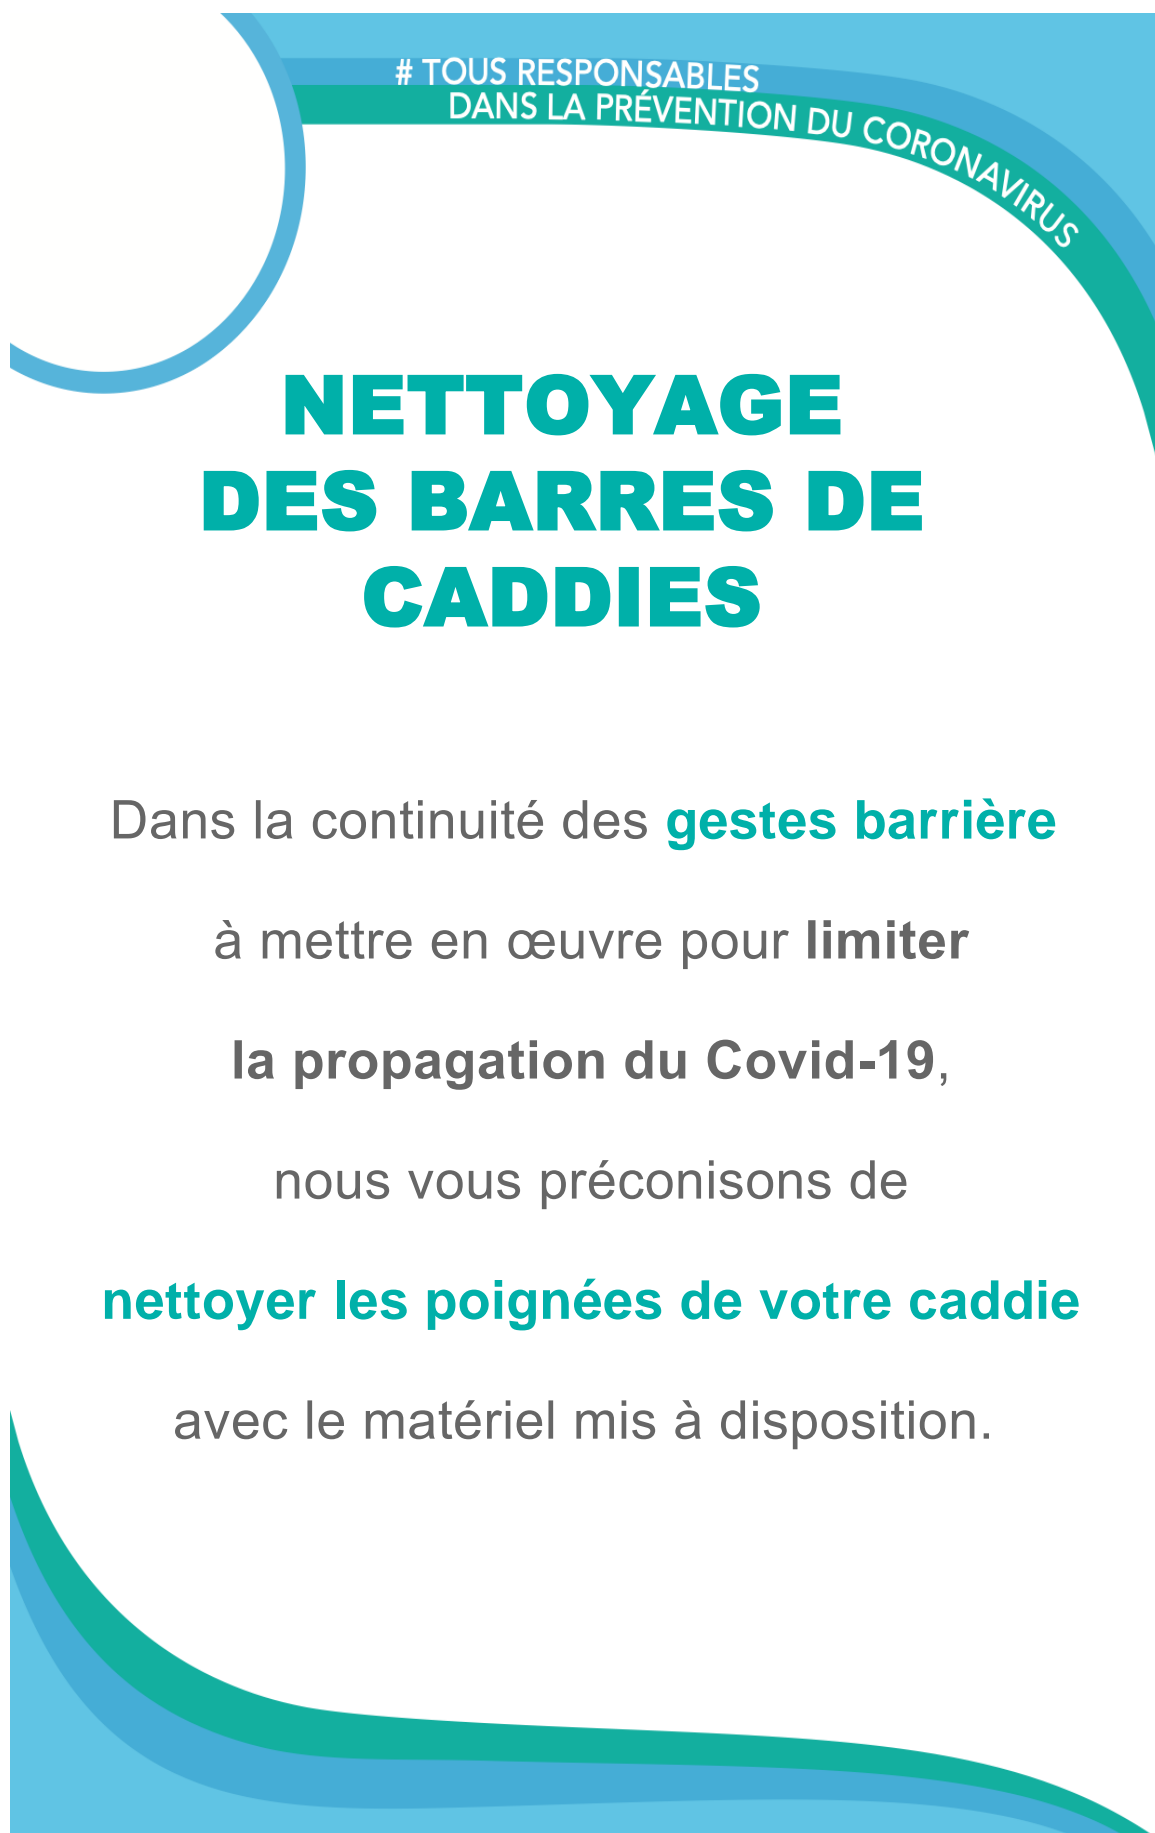 # TOUS RESPONSABLES
DANS LA PRÉVENTION DU CORONAVIRUS
NETTOYAGE
DES BARRES DE
CADDIES
Dans la continuité des gestes barrière
à mettre en œuvre pour limiter
la propagation du Covid-19,
nous vous préconisons de
nettoyer les poignées de votre caddie
avec le matériel mis à disposition.